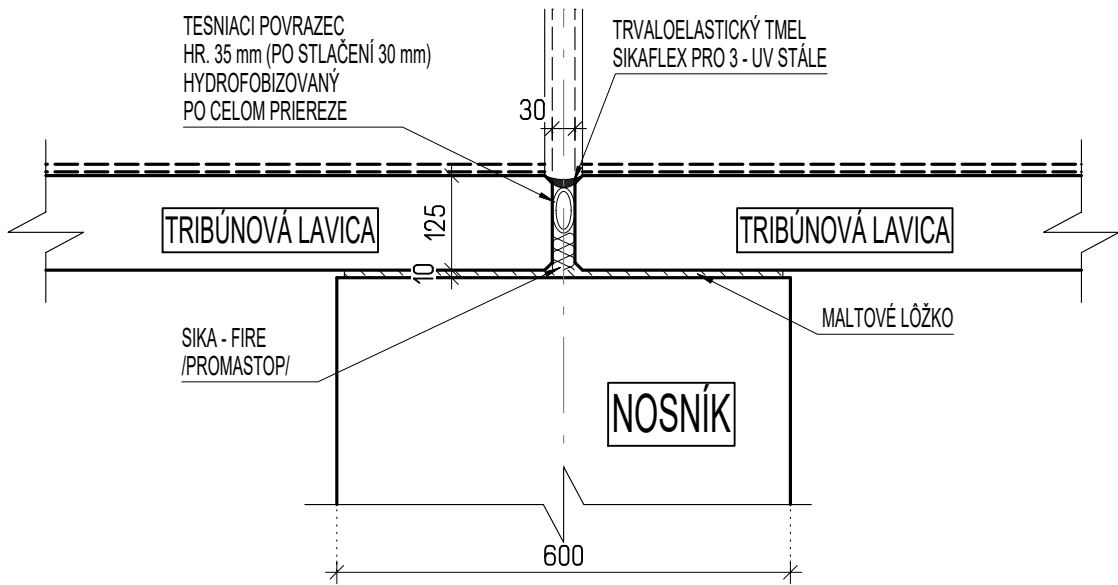 TESNIACI POVRAZEC
HR. 35 mm (PO STLAČENÍ 30 mm)
HYDROFOBIZOVANÝ
PO CELOM PRIEREZE
TRVALOELASTICKÝ TMEL
SIKAFLEX PRO 3 - UV STÁLE
30
TRIBÚNOVÁ LAVICA
125
TRIBÚNOVÁ LAVICA
10
SIKA - FIRE
/PROMASTOP/
MALTOVÉ LÔŽKO
NOSNÍK
600